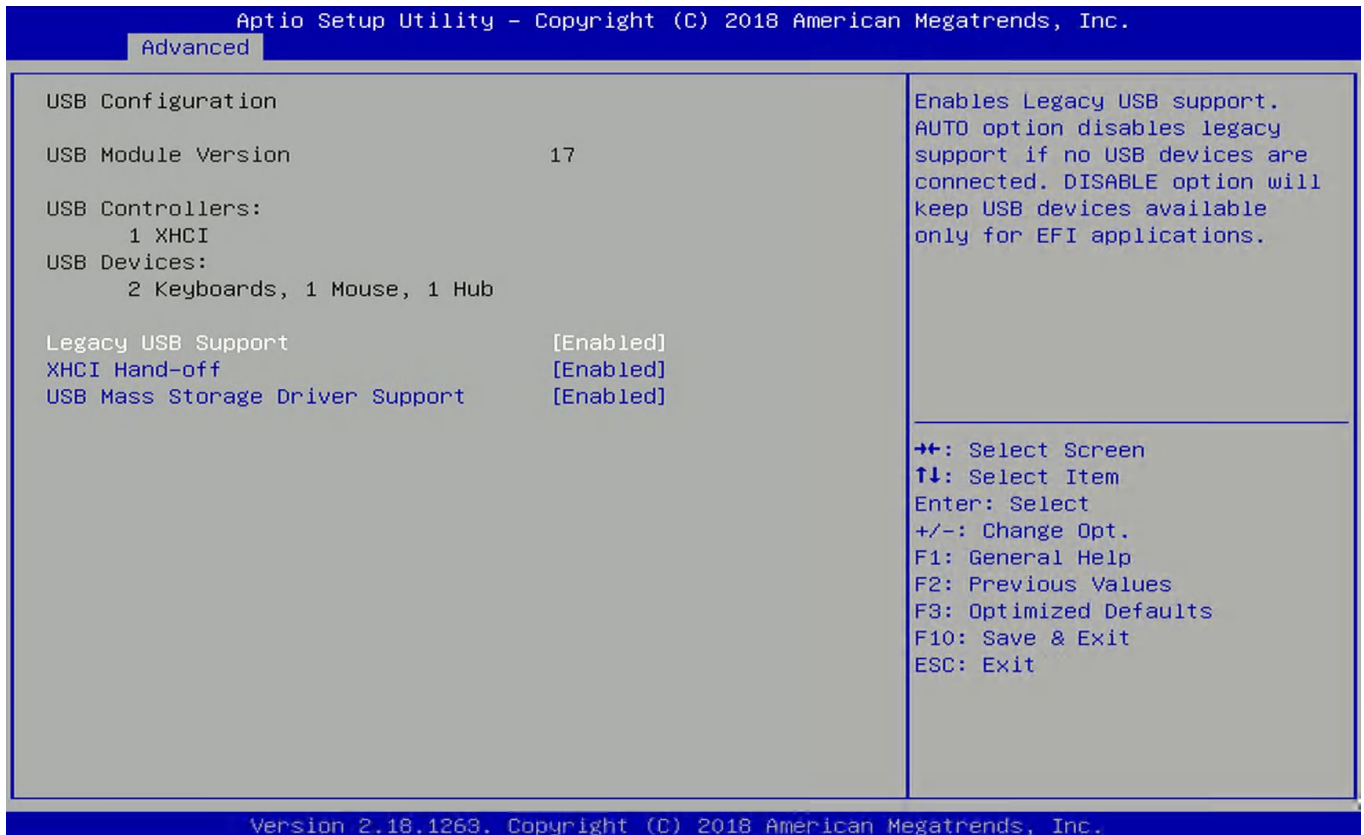 Aptio Setup Utility – Copyright (C) 2018 American Megatrends, Inc.
Advanced
USB Configuration
USB Module Version 17
USB Controllers:
1 XHCI
USB Devices:
2 Keyboards, 1 Mouse, 1 Hub
Legacy USB Support [Enabled]
XHCI Hand-off [Enabled]
USB Mass Storage Driver Support [Enabled]
Enables Legacy USB support.
AUTO option disables legacy
support if no USB devices are
connected. DISABLE option will
keep USB devices available
only for EFI applications.
→←: Select Screen
↑↓: Select Item
Enter: Select
+/-: Change Opt.
F1: General Help
F2: Previous Values
F3: Optimized Defaults
F10: Save & Exit
ESC: Exit
Version 2.18.1263. Copyright (C) 2018 American Megatrends, Inc.